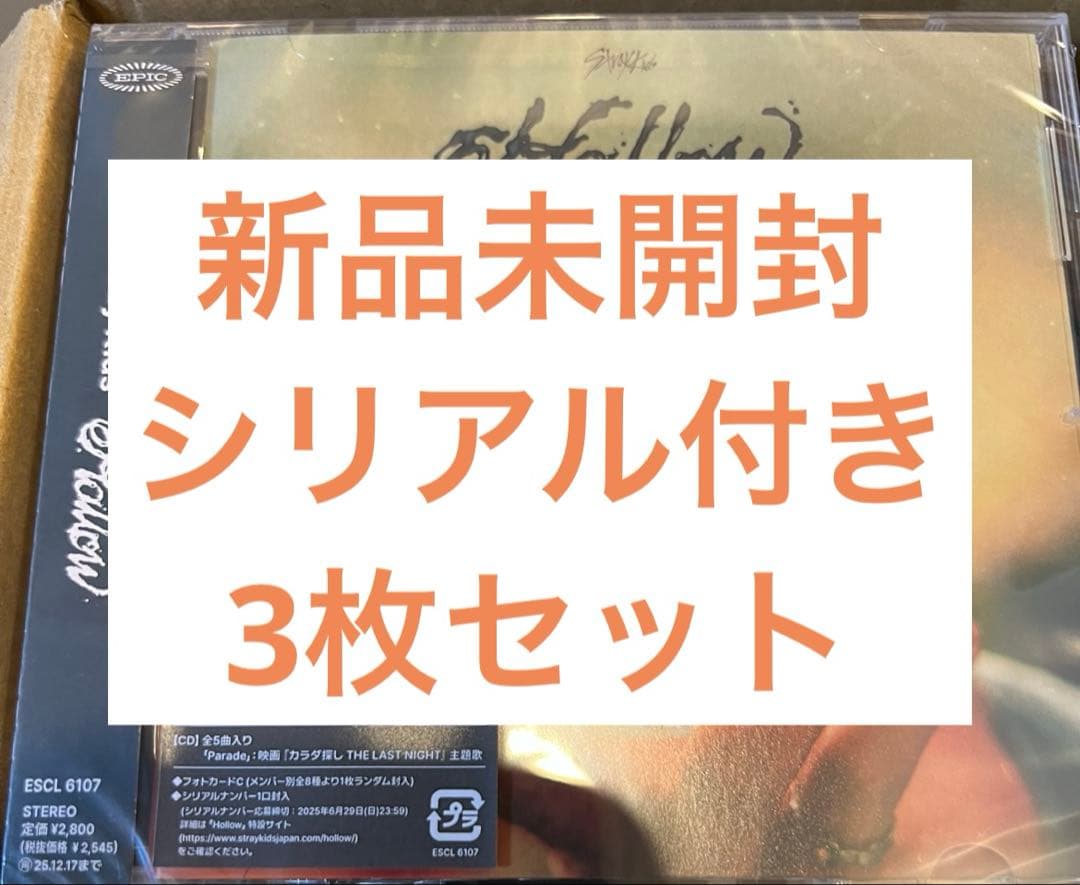 EPIC
Stray Kids
Hollow
新品未開封
シリアル付き
3枚セット
Hollow
【CD】全5曲入り
「Parade」：映画『カラダ探し THE LAST NIGHT』主題歌
◆フォトカードC (メンバー別全8種より1枚ランダム封入)
◆シリアルナンバー1口封入
(シリアルナンバー応募締切：2025年6月29日(日)23:59)
詳細は「Hollow」特設サイト
(https://www.straykidsjapan.com/hollow/)
をご確認ください。
プラ
ESCL 6107
ESCL 6107
STEREO
定価 ¥2,800
(税抜価格 ¥2,545)
㊐25.12.17まで